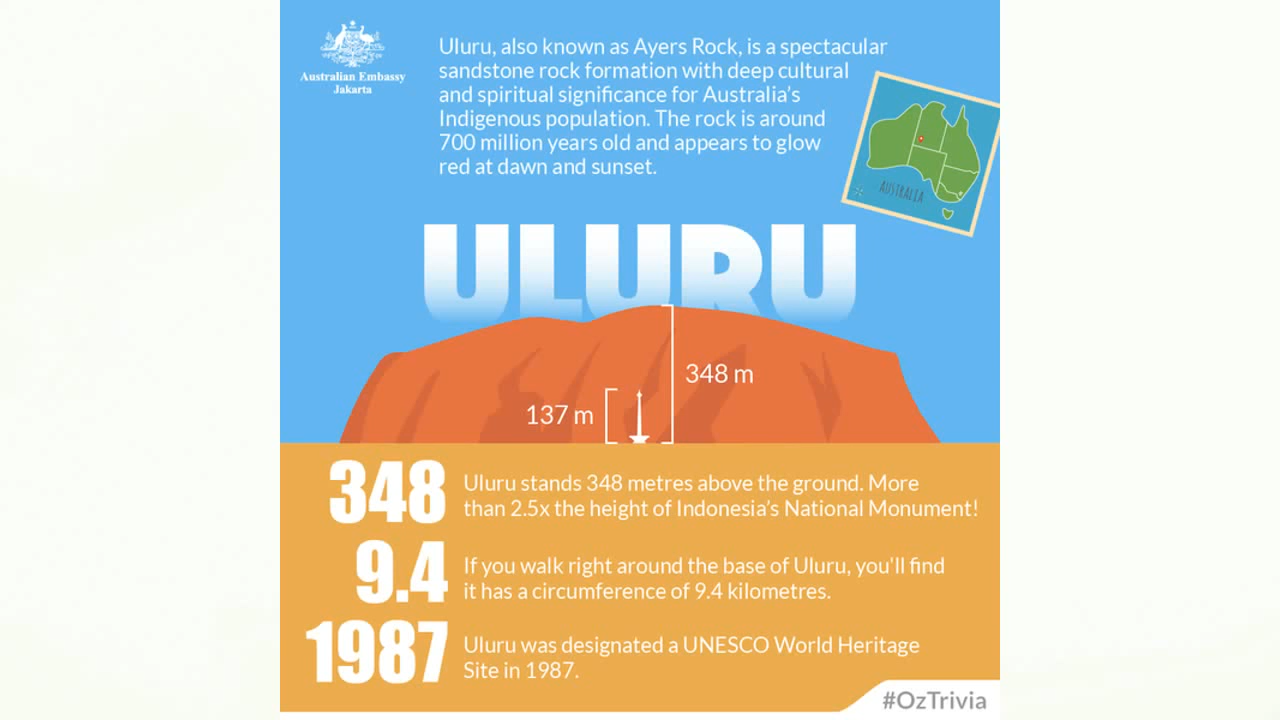 Australian Embassy
Jakarta
Uluru, also known as Ayers Rock, is a spectacular
sandstone rock formation with deep cultural
and spiritual significance for Australia's
Indigenous population. The rock is around
700 million years old and appears to glow
red at dawn and sunset.
AUSTRALIA
ULURU
348 m
137 m
348
Uluru stands 348 metres above the ground. More
than 2.5x the height of Indonesia's National Monument!
9.4
If you walk right around the base of Uluru, you'll find
it has a circumference of 9.4 kilometres.
1987
Uluru was designated a UNESCO World Heritage
Site in 1987.
#OzTrivia